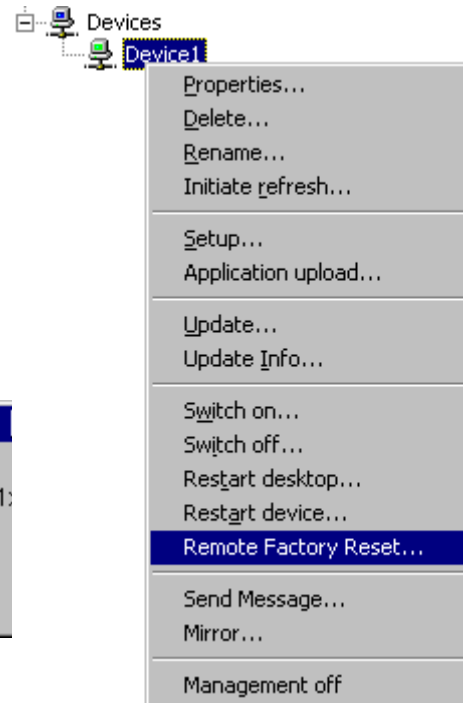 Devices
Device1
Properties...
Delete...
Rename...
Initiate refresh...
Setup...
Application upload...
Update...
Update Info...
Switch on...
Switch off...
Restart desktop...
Restart device...
Remote Factory Reset...
Send Message...
Mirror...
Management off